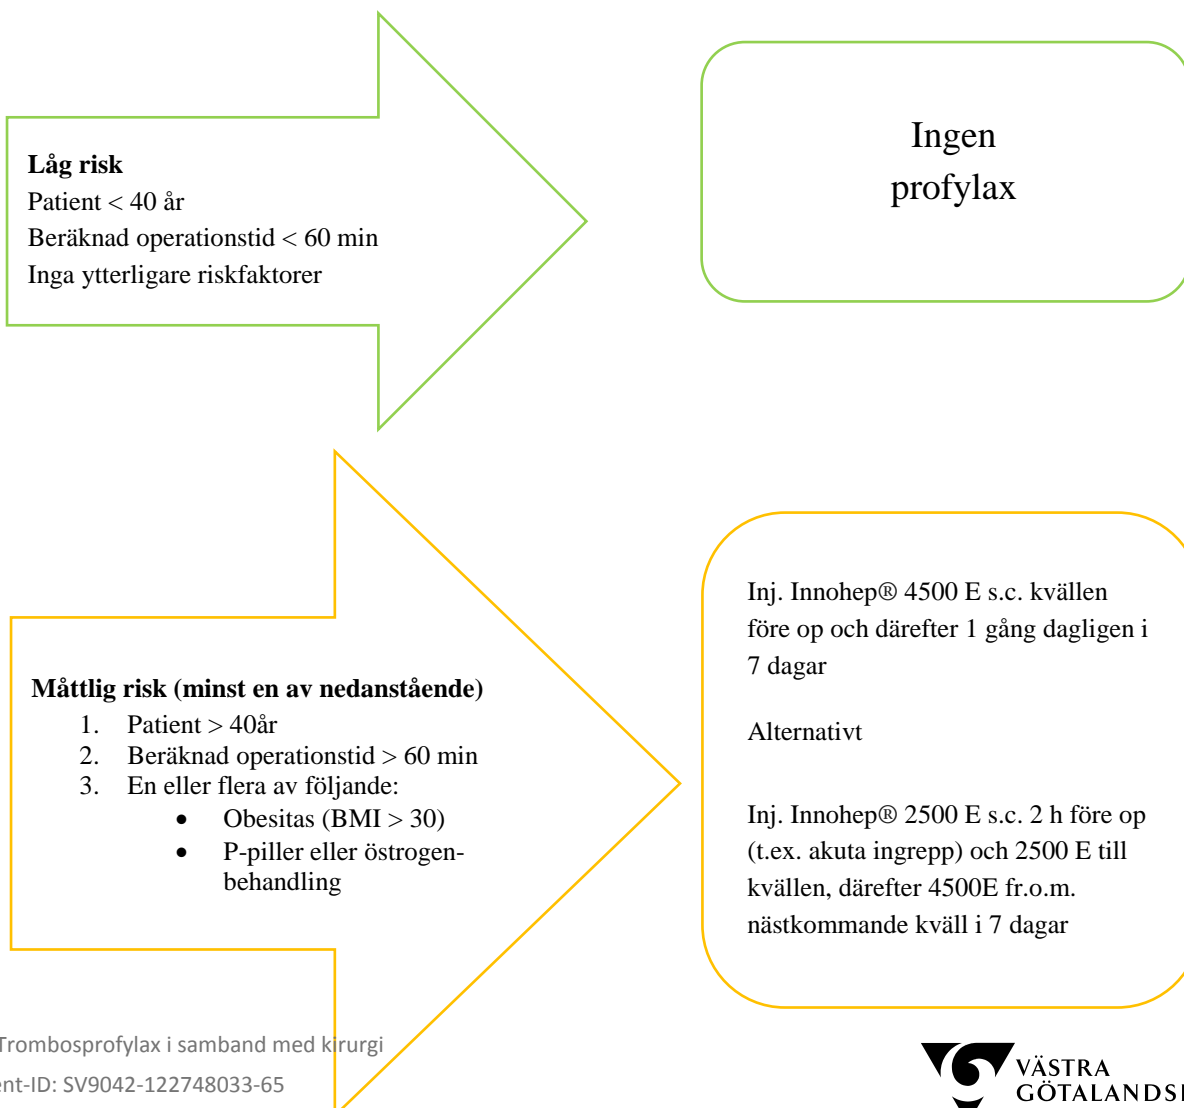 Låg risk
Patient < 40 år
Beräknad operationstid < 60 min
Inga ytterligare riskfaktorer
Ingen
profylax
Måttlig risk (minst en av nedanstående)
1. Patient > 40år
2. Beräknad operationstid > 60 min
3. En eller flera av följande:
• Obesitas (BMI > 30)
• P-piller eller östrogen-
behandling
Inj. Innohep® 4500 E s.c. kvällen
före op och därefter 1 gång dagligen i
7 dagar
Alternativt
Inj. Innohep® 2500 E s.c. 2 h före op
(t.ex. akuta ingrepp) och 2500 E till
kvällen, därefter 4500E fr.o.m.
nästkommande kväll i 7 dagar
Trombosprofylax i samband med kirurgi
ent-ID: SV9042-122748033-65
VÄSTRA
GÖTALANDS